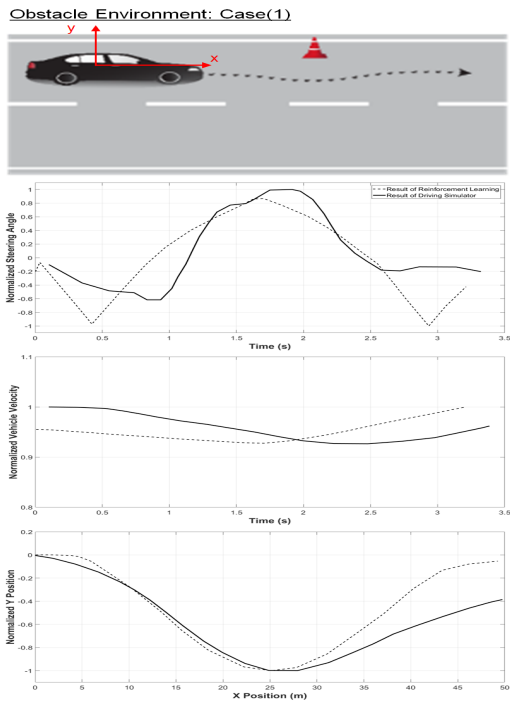 Obstacle Environment: Case(1)
y
x
Normalized Steering Angle
1
0.8
0.6
0.4
0.2
0
-0.2
-0.4
-0.6
-0.8
-1
Result of Reinforcement Learning
Result of Driving Simulator
0 0.5 1 1.5 2 2.5 3 3.5
Time (s)
Normalized Vehicle Velocity
1.1
1
0.9
0.8
0 0.5 1 1.5 2 2.5 3 3.5
Time (s)
Normalized Y Position
0.2
0
-0.2
-0.4
-0.6
-0.8
-1
0 5 10 15 20 25 30 35 40 45 50
X Position (m)